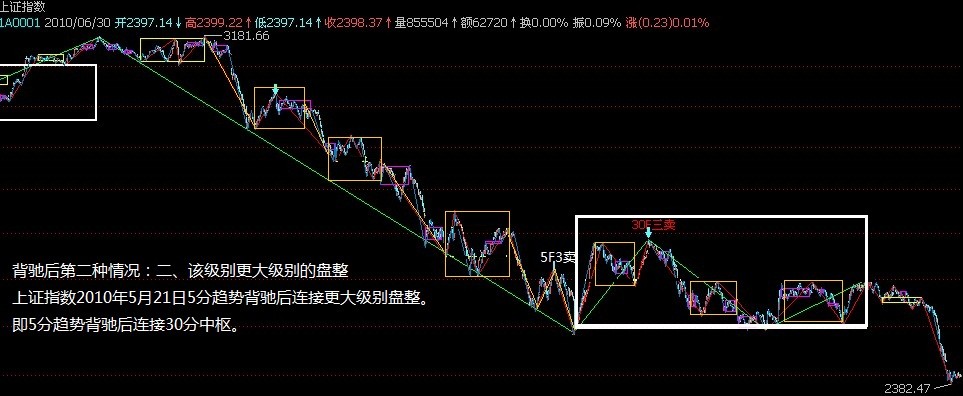 上证指数
1A0001 2010/06/30 开2397.14↓ 高2399.22↑ 低2397.14↑ 收2398.37↑ 量855504↑ 额62720↑ 换0.00% 振0.09% 涨(0.23)0.01%
3181.66
30F三卖
5F3卖
背驰后第二种情况：二、该级别更大级别的盘整
上证指数2010年5月21日5分趋势背驰后连接更大级别盘整。
即5分趋势背驰后连接30分中枢。
2382.47